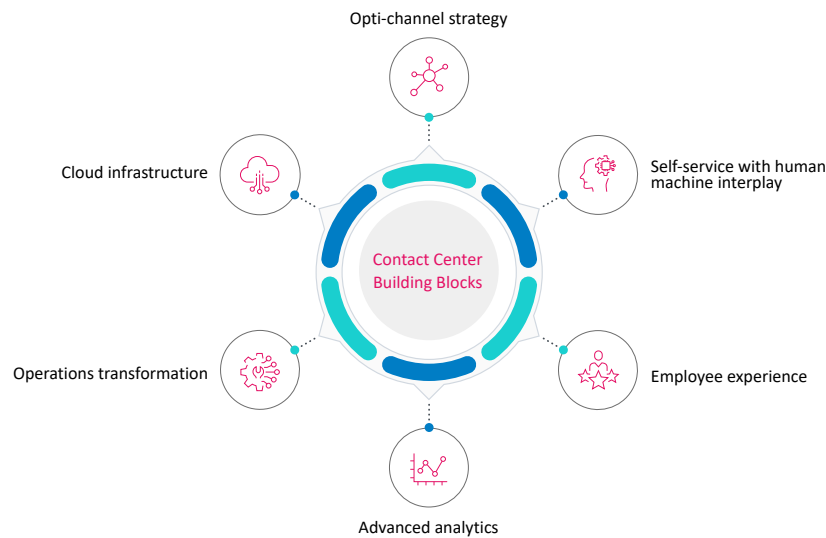 Opti-channel strategy
Cloud infrastructure
Self-service with human
machine interplay
Contact Center
Building Blocks
Operations transformation
Employee experience
Advanced analytics